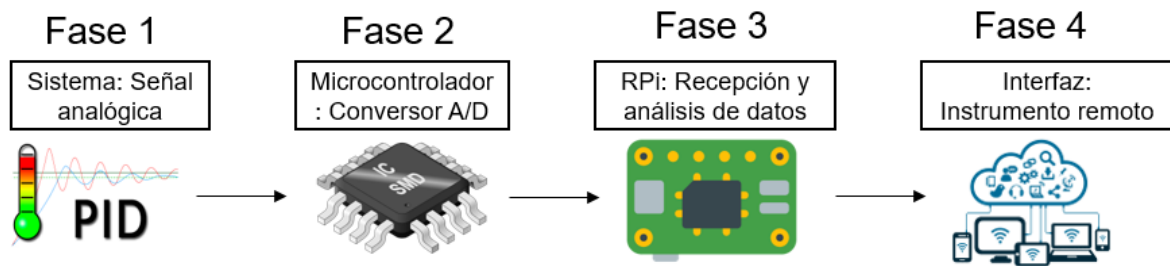 Fase 1
Sistema: Señal
analógica
PID
Fase 2
Microcontrolador
: Conversor A/D
IC
SMD
Fase 3
RPi: Recepción y
análisis de datos
Fase 4
Interfaz:
Instrumento remoto